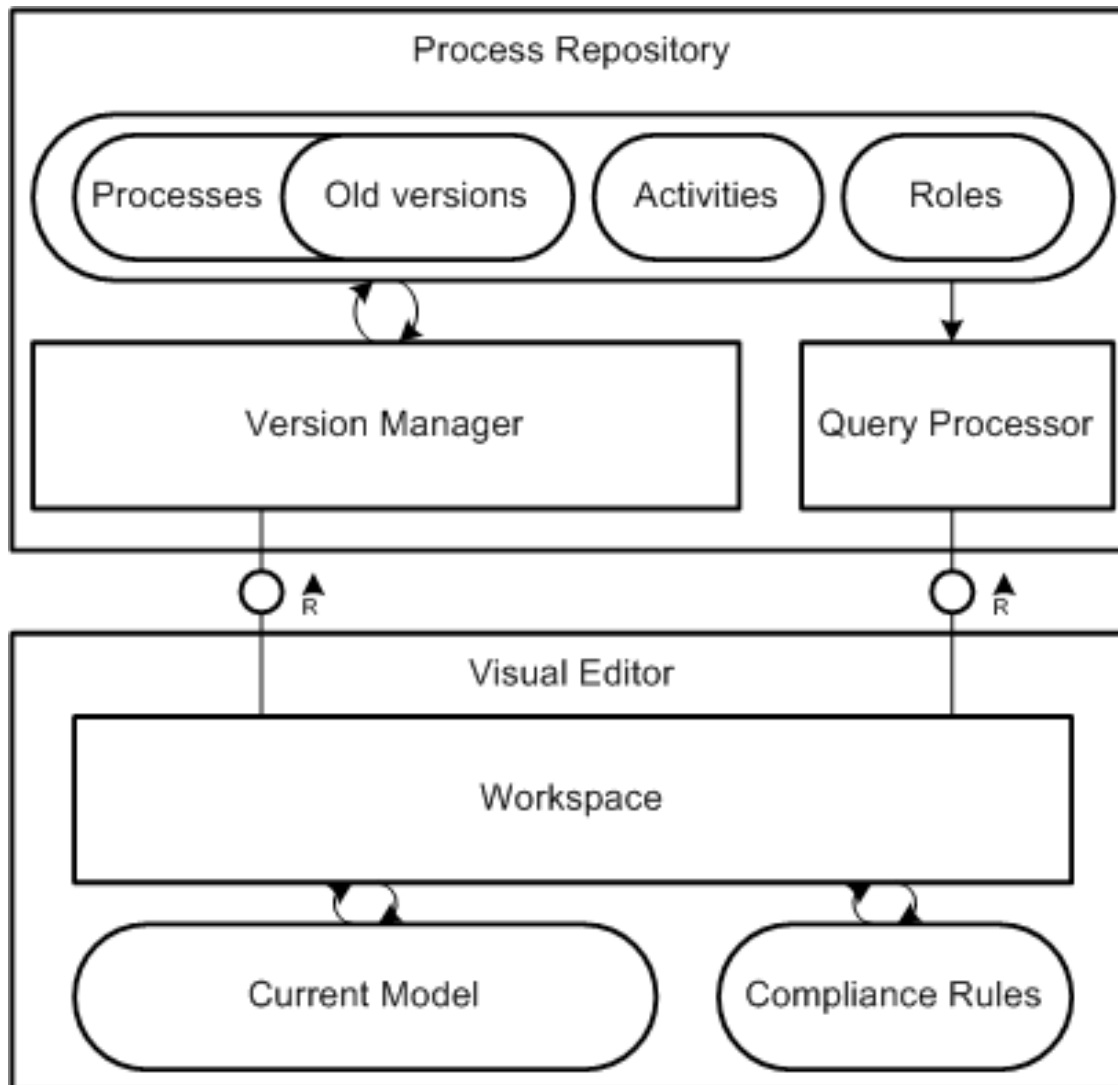 Process Repository
Processes
Old versions
Activities
Roles
Version Manager
Query Processor
R
R
Visual Editor
Workspace
Current Model
Compliance Rules